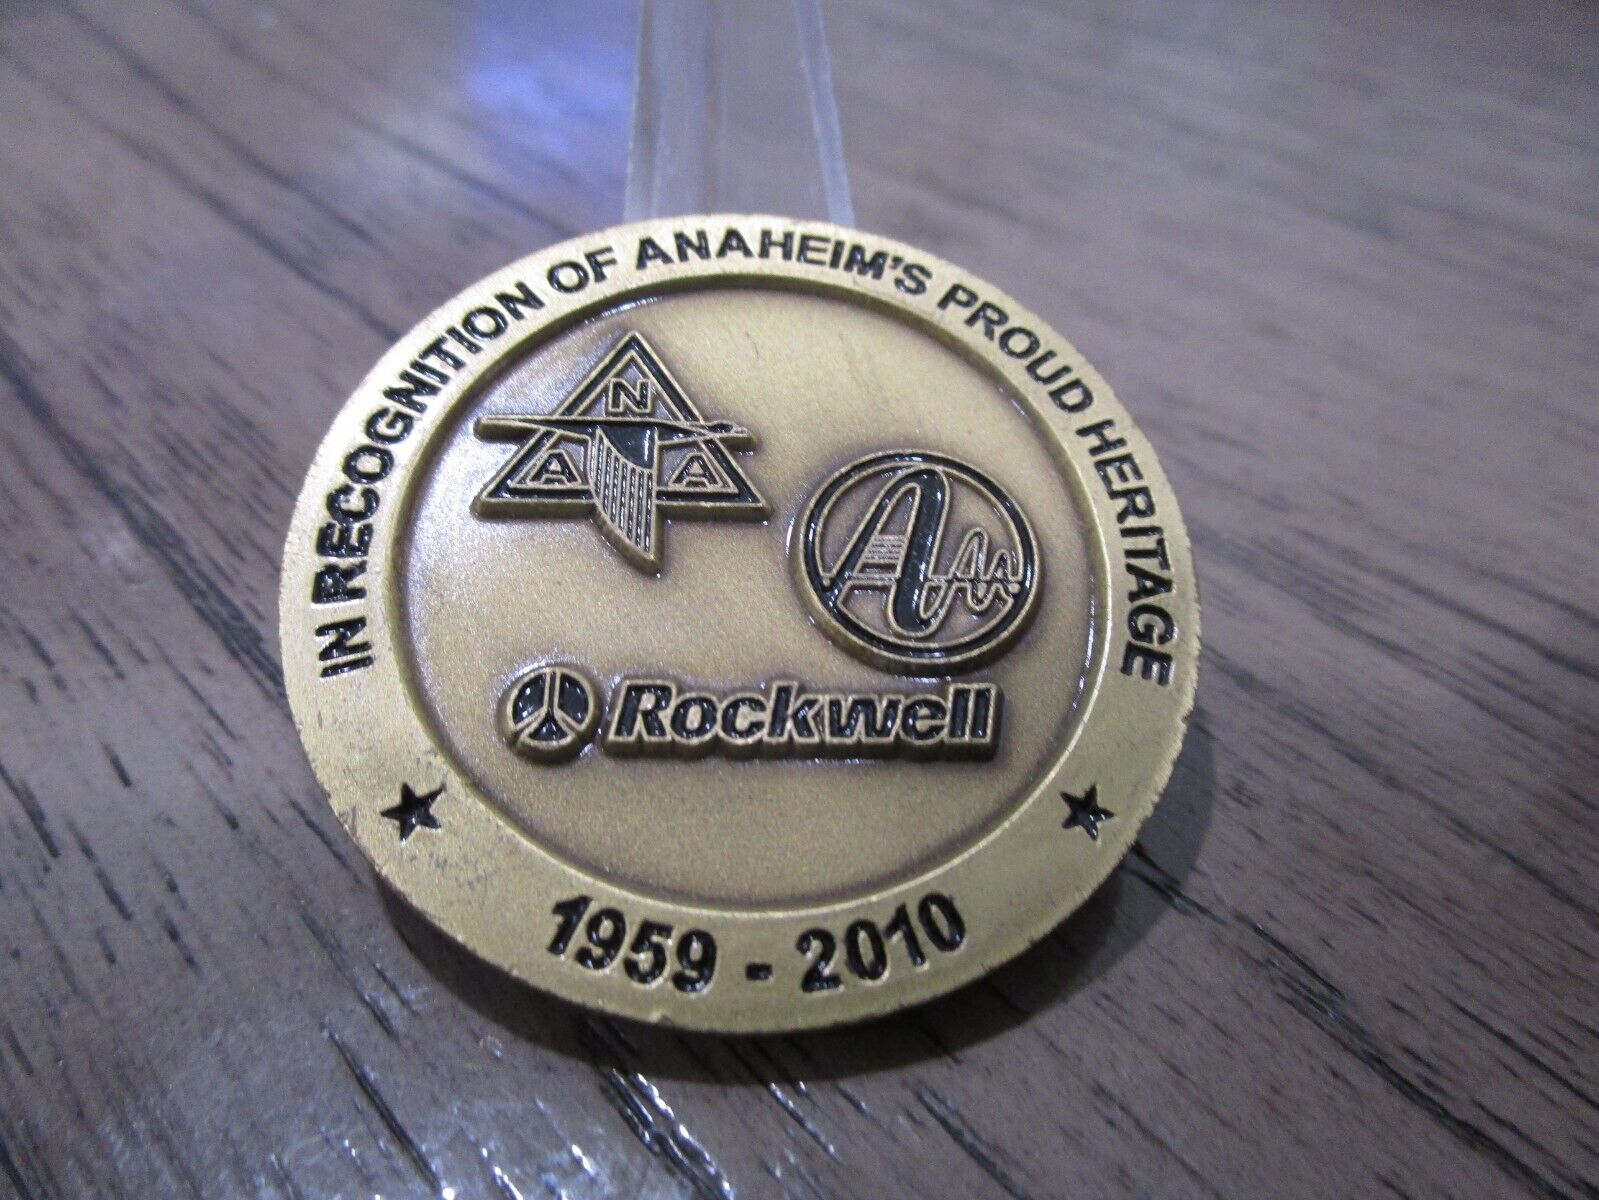 IN RECOGNITION OF ANAHEIM'S PROUD HERITAGE
N
A A
A
Rockwell
1959 - 2010